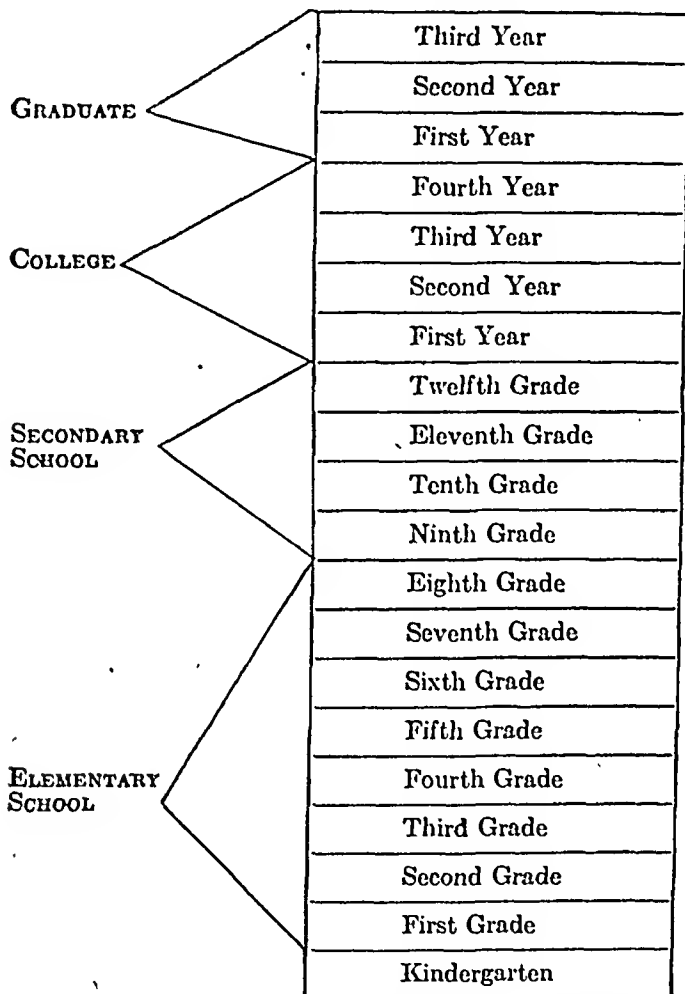 Third Year
Second Year
GRADUATE
First Year
Fourth Year
Third Year
COLLEGE
Second Year
First Year
Twelfth Grade
SECONDARY
SCHOOL
Eleventh Grade
Tenth Grade
Ninth Grade
Eighth Grade
Seventh Grade
Sixth Grade
Fifth Grade
ELEMENTARY
SCHOOL
Fourth Grade
Third Grade
Second Grade
First Grade
Kindergarten